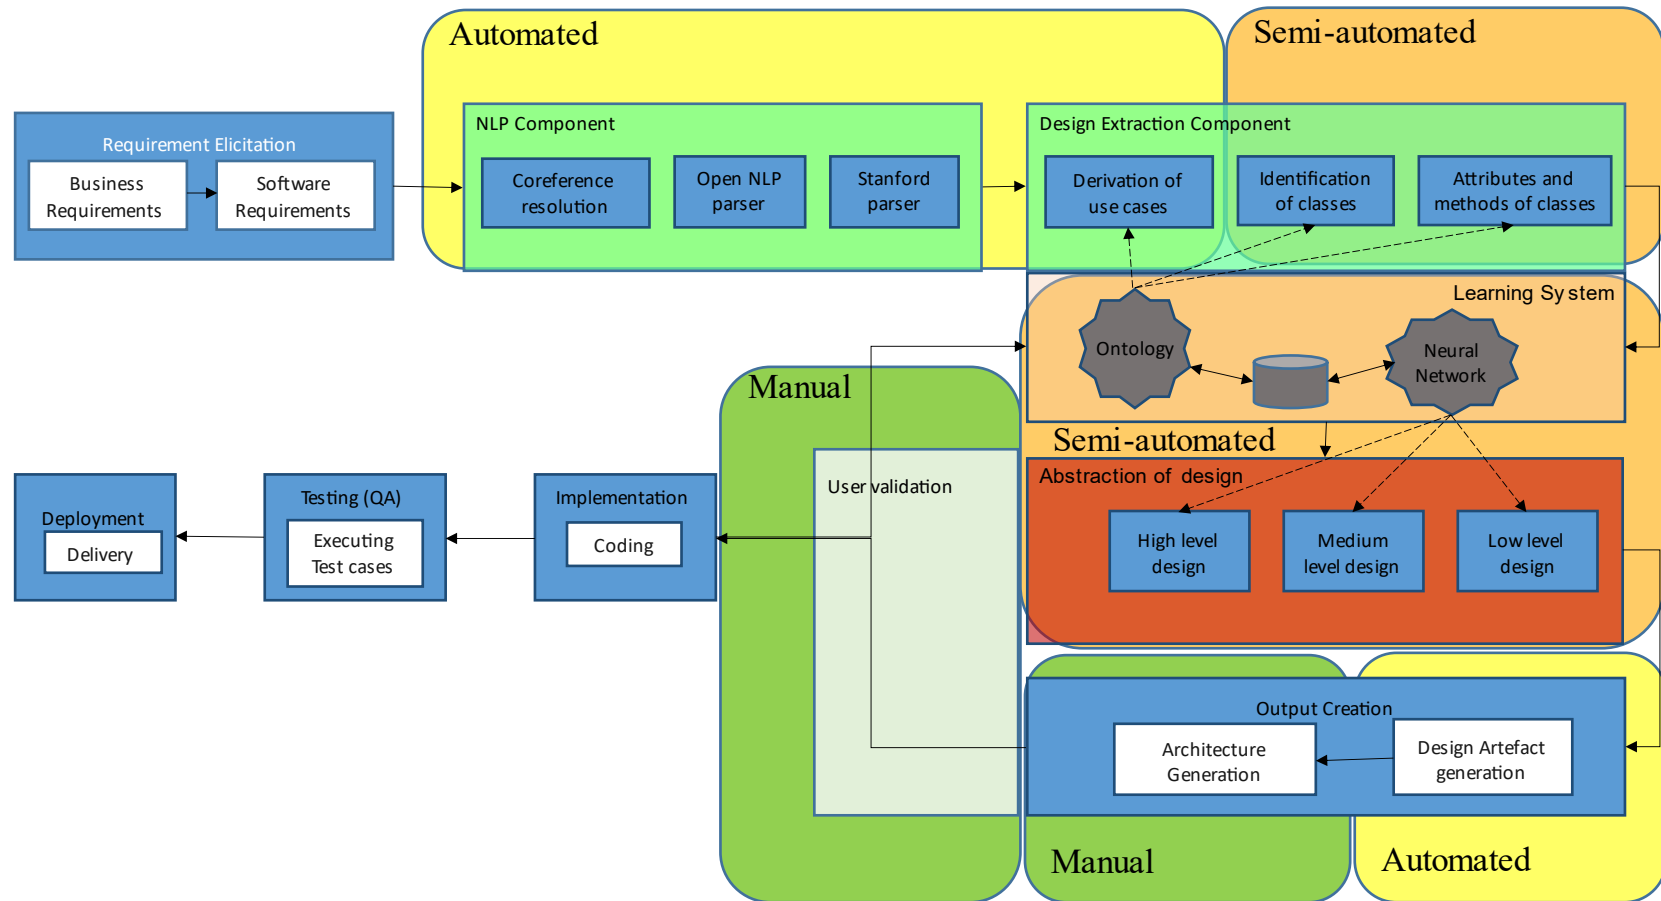 Automated
Semi-automated
Requirement Elicitation
Business
Requirements
Software
Requirements
NLP Component
Coreference
resolution
Open NLP
parser
Stanford
parser
Design Extraction Component
Derivation of
use cases
Identification
of classes
Attributes and
methods of classes
Learning System
Ontology
Neural
Network
Manual
Semi-automated
Abstraction of design
High level
design
Medium
level design
Low level
design
User validation
Implementation
Coding
Testing (QA)
Executing
Test cases
Deployment
Delivery
Output Creation
Architecture
Generation
Design Artefact
generation
Manual
Automated